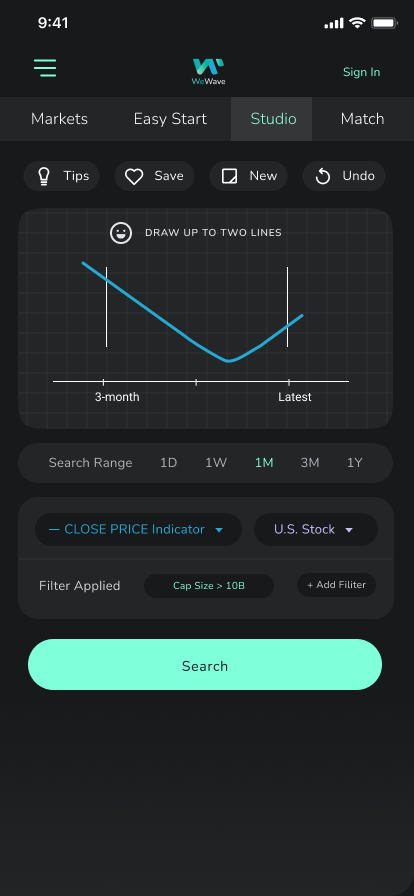 9:41
WeWave
Sign In
Markets Easy Start Studio Match
Tips Save New Undo
DRAW UP TO TWO LINES
3-month Latest
Search Range 1D 1W 1M 3M 1Y
— CLOSE PRICE Indicator U.S. Stock
Filter Applied Cap Size > 10B + Add Filiter
Search